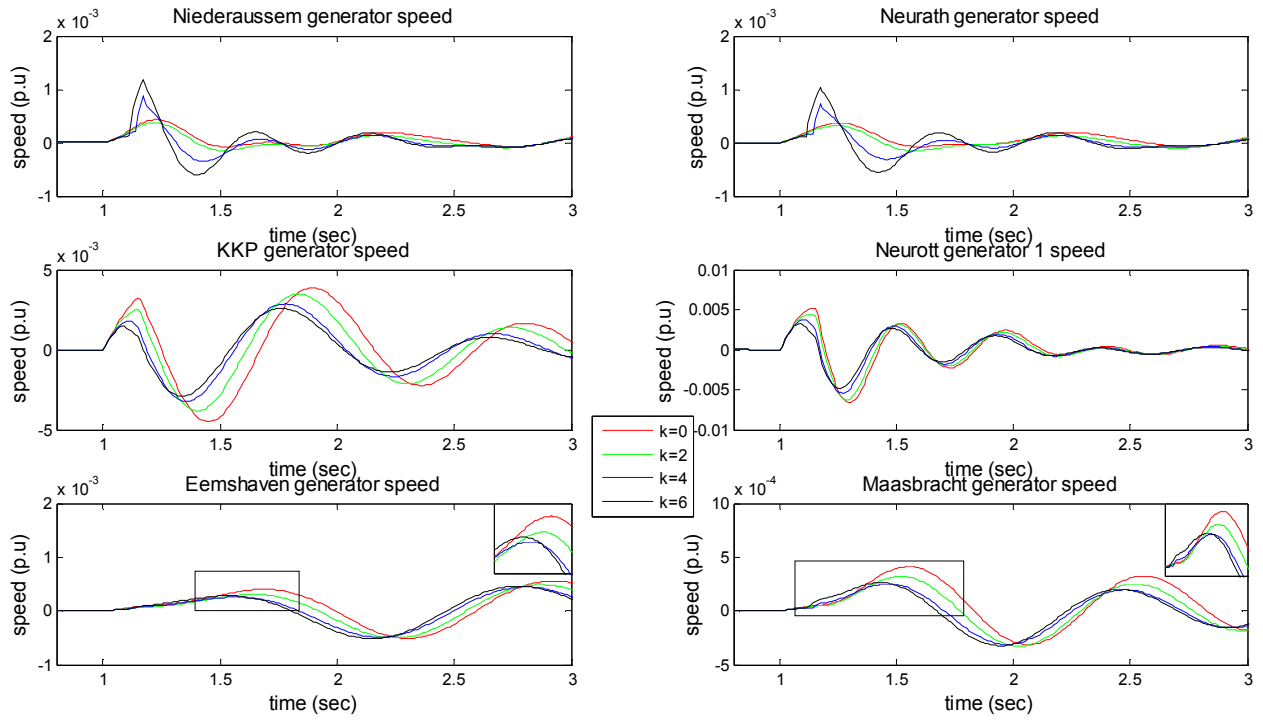 Niederaussem generator speed
x 10^-3
2
1
0
-1
speed (p.u)
1
1.5
2
2.5
3
time (sec)
Neurath generator speed
x 10^-3
2
1
0
-1
speed (p.u)
1
1.5
2
2.5
3
time (sec)
KKP generator speed
x 10^-3
5
0
-5
speed (p.u)
1
1.5
2
2.5
3
time (sec)
Neurott generator 1 speed
0.01
0.005
0
-0.005
-0.01
speed (p.u)
1
1.5
2
2.5
3
time (sec)
k=0
k=2
k=4
k=6
Eemshaven generator speed
x 10^-3
2
1
0
-1
speed (p.u)
1
1.5
2
2.5
3
time (sec)
Maasbracht generator speed
x 10^-4
10
5
0
-5
speed (p.u)
1
1.5
2
2.5
3
time (sec)